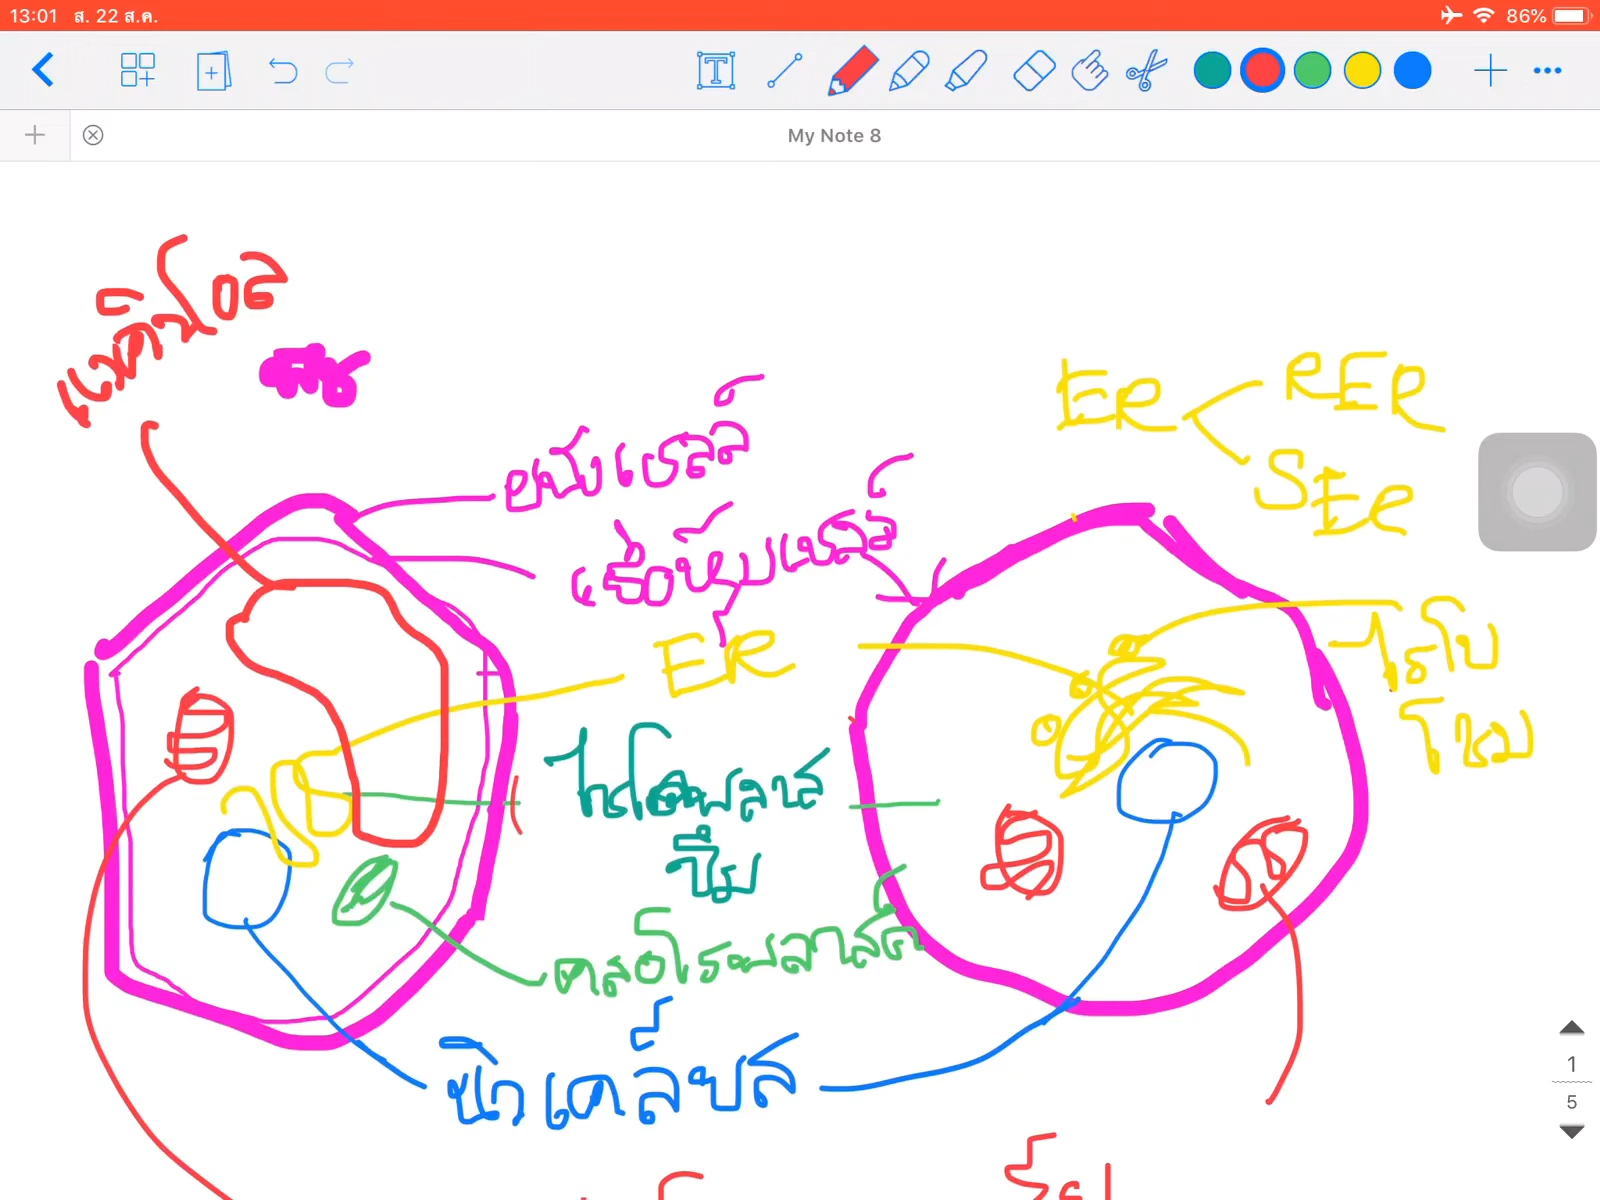 13:01 ส. 22 ส.ค.
86%
My Note 8
แวคิวโอล
พืช
ผนังเซลล์
เยื่อหุ้มเซลล์
ER
RER
SER
ER
ไรโบ
โซม
ไซโตพลาส
ซึม
คลอโรพลาสต์
นิวเคลียส
1
5